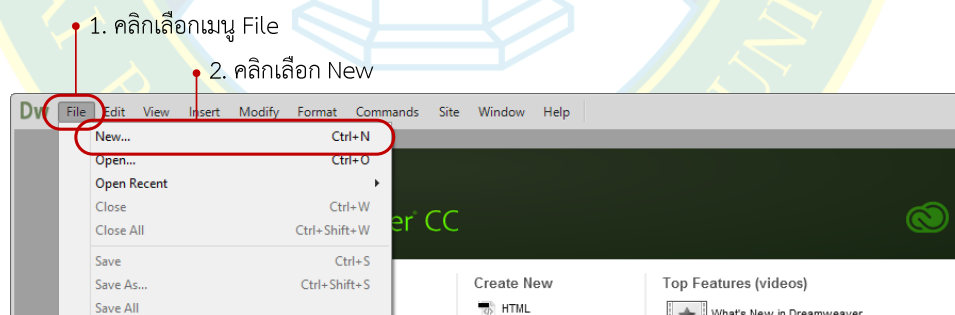 1. คลิกเลือกเมนู File
2. คลิกเลือก New
Dw File Edit View Insert Modify Format Commands Site Window Help
New... Ctrl+N
Open... Ctrl+O
Open Recent
Close Ctrl+W
Close All Ctrl+Shift+W
er CC
Save Ctrl+S
Save As... Ctrl+Shift+S
Save All
Create New
HTML
Top Features (videos)
What's New in Dreamweaver